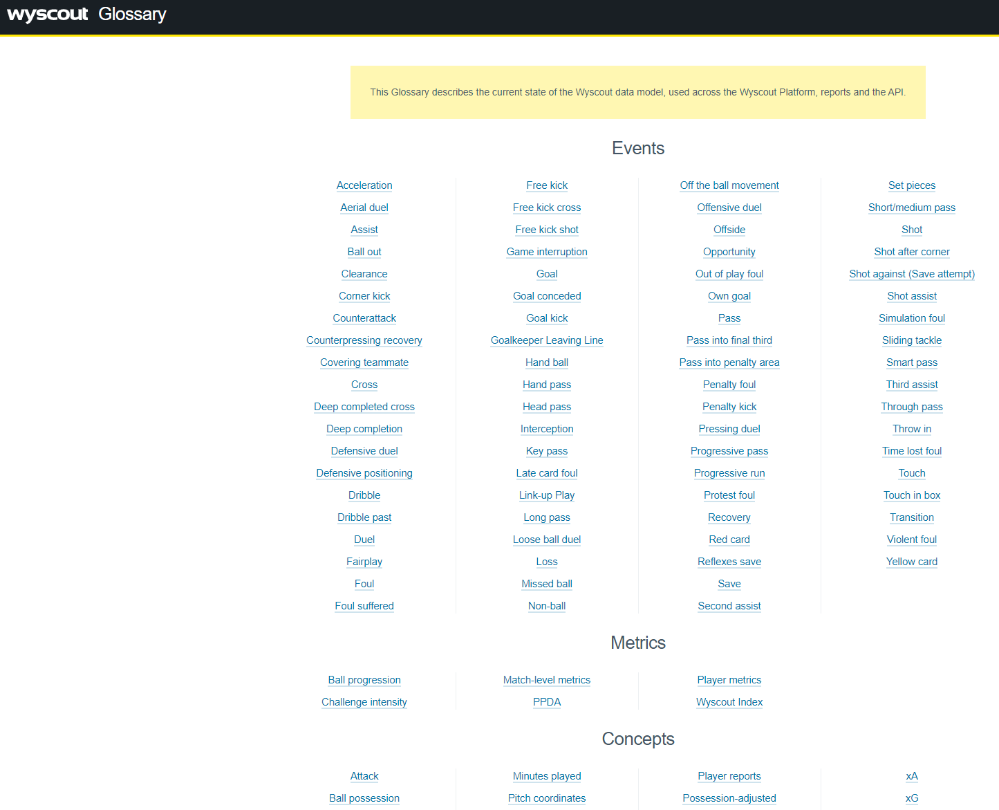 wyscout Glossary
This Glossary describes the current state of the Wyscout data model, used across the Wyscout Platform, reports and the API.
Events
Acceleration
Aerial duel
Assist
Ball out
Clearance
Corner kick
Counterattack
Counterpressing recovery
Covering teammate
Cross
Deep completed cross
Deep completion
Defensive duel
Defensive positioning
Dribble
Dribble past
Duel
Fairplay
Foul
Foul suffered
Free kick
Free kick cross
Free kick shot
Game interruption
Goal
Goal conceded
Goal kick
Goalkeeper Leaving Line
Hand ball
Hand pass
Head pass
Interception
Key pass
Late card foul
Link-up Play
Long pass
Loose ball duel
Loss
Missed ball
Non-ball
Off the ball movement
Offensive duel
Offside
Opportunity
Out of play foul
Own goal
Pass
Pass into final third
Pass into penalty area
Penalty foul
Penalty kick
Pressing duel
Progressive pass
Progressive run
Protest foul
Recovery
Red card
Reflexes save
Save
Second assist
Set pieces
Short/medium pass
Shot
Shot after corner
Shot against (Save attempt)
Shot assist
Simulation foul
Sliding tackle
Smart pass
Third assist
Through pass
Throw in
Time lost foul
Touch
Touch in box
Transition
Violent foul
Yellow card
Metrics
Ball progression
Challenge intensity
Match-level metrics
PPDA
Player metrics
Wyscout Index
Concepts
Attack
Ball possession
Minutes played
Pitch coordinates
Player reports
Possession-adjusted
xA
xG